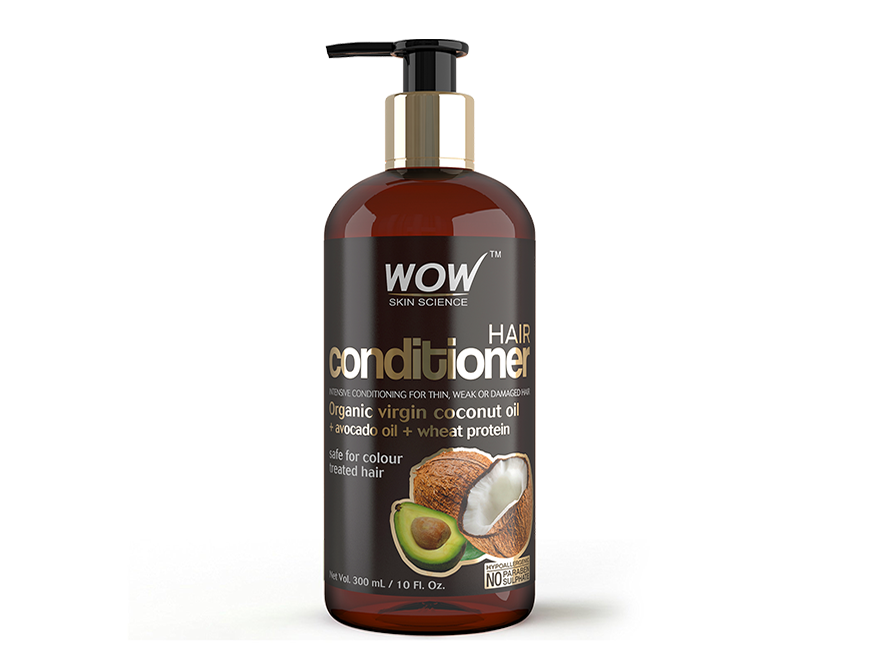 WOW™
SKIN SCIENCE
HAIR
conditioner
INTENSIVE CONDITIONING FOR THIN, WEAK OR DAMAGED HAIR
Organic virgin coconut oil
+ avocado oil + wheat protein
safe for colour
treated hair
HYPOALLERGENIC
NO PARABEN
SULPHATE
Net Vol. 300 mL / 10 Fl. Oz.